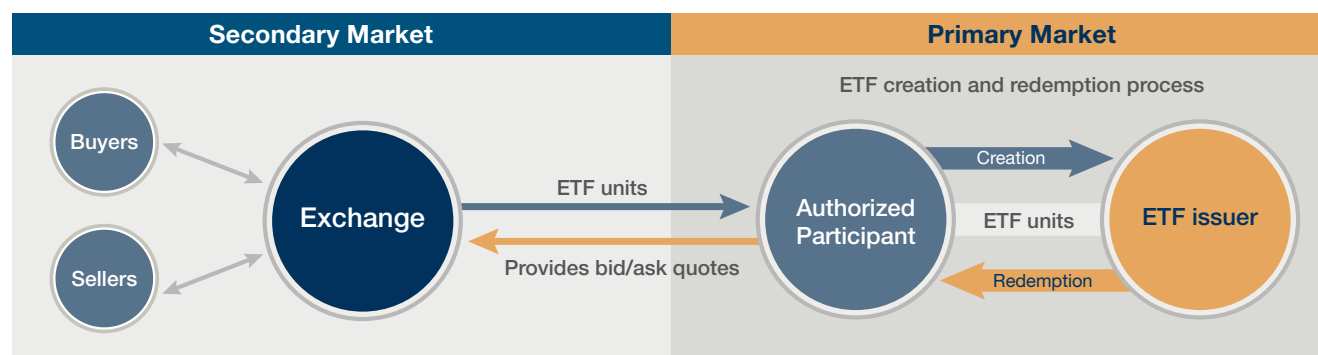 Secondary Market
Primary Market
ETF creation and redemption process
Buyers
Sellers
Exchange
ETF units
Provides bid/ask quotes
Authorized
Participant
Creation
ETF units
Redemption
ETF issuer